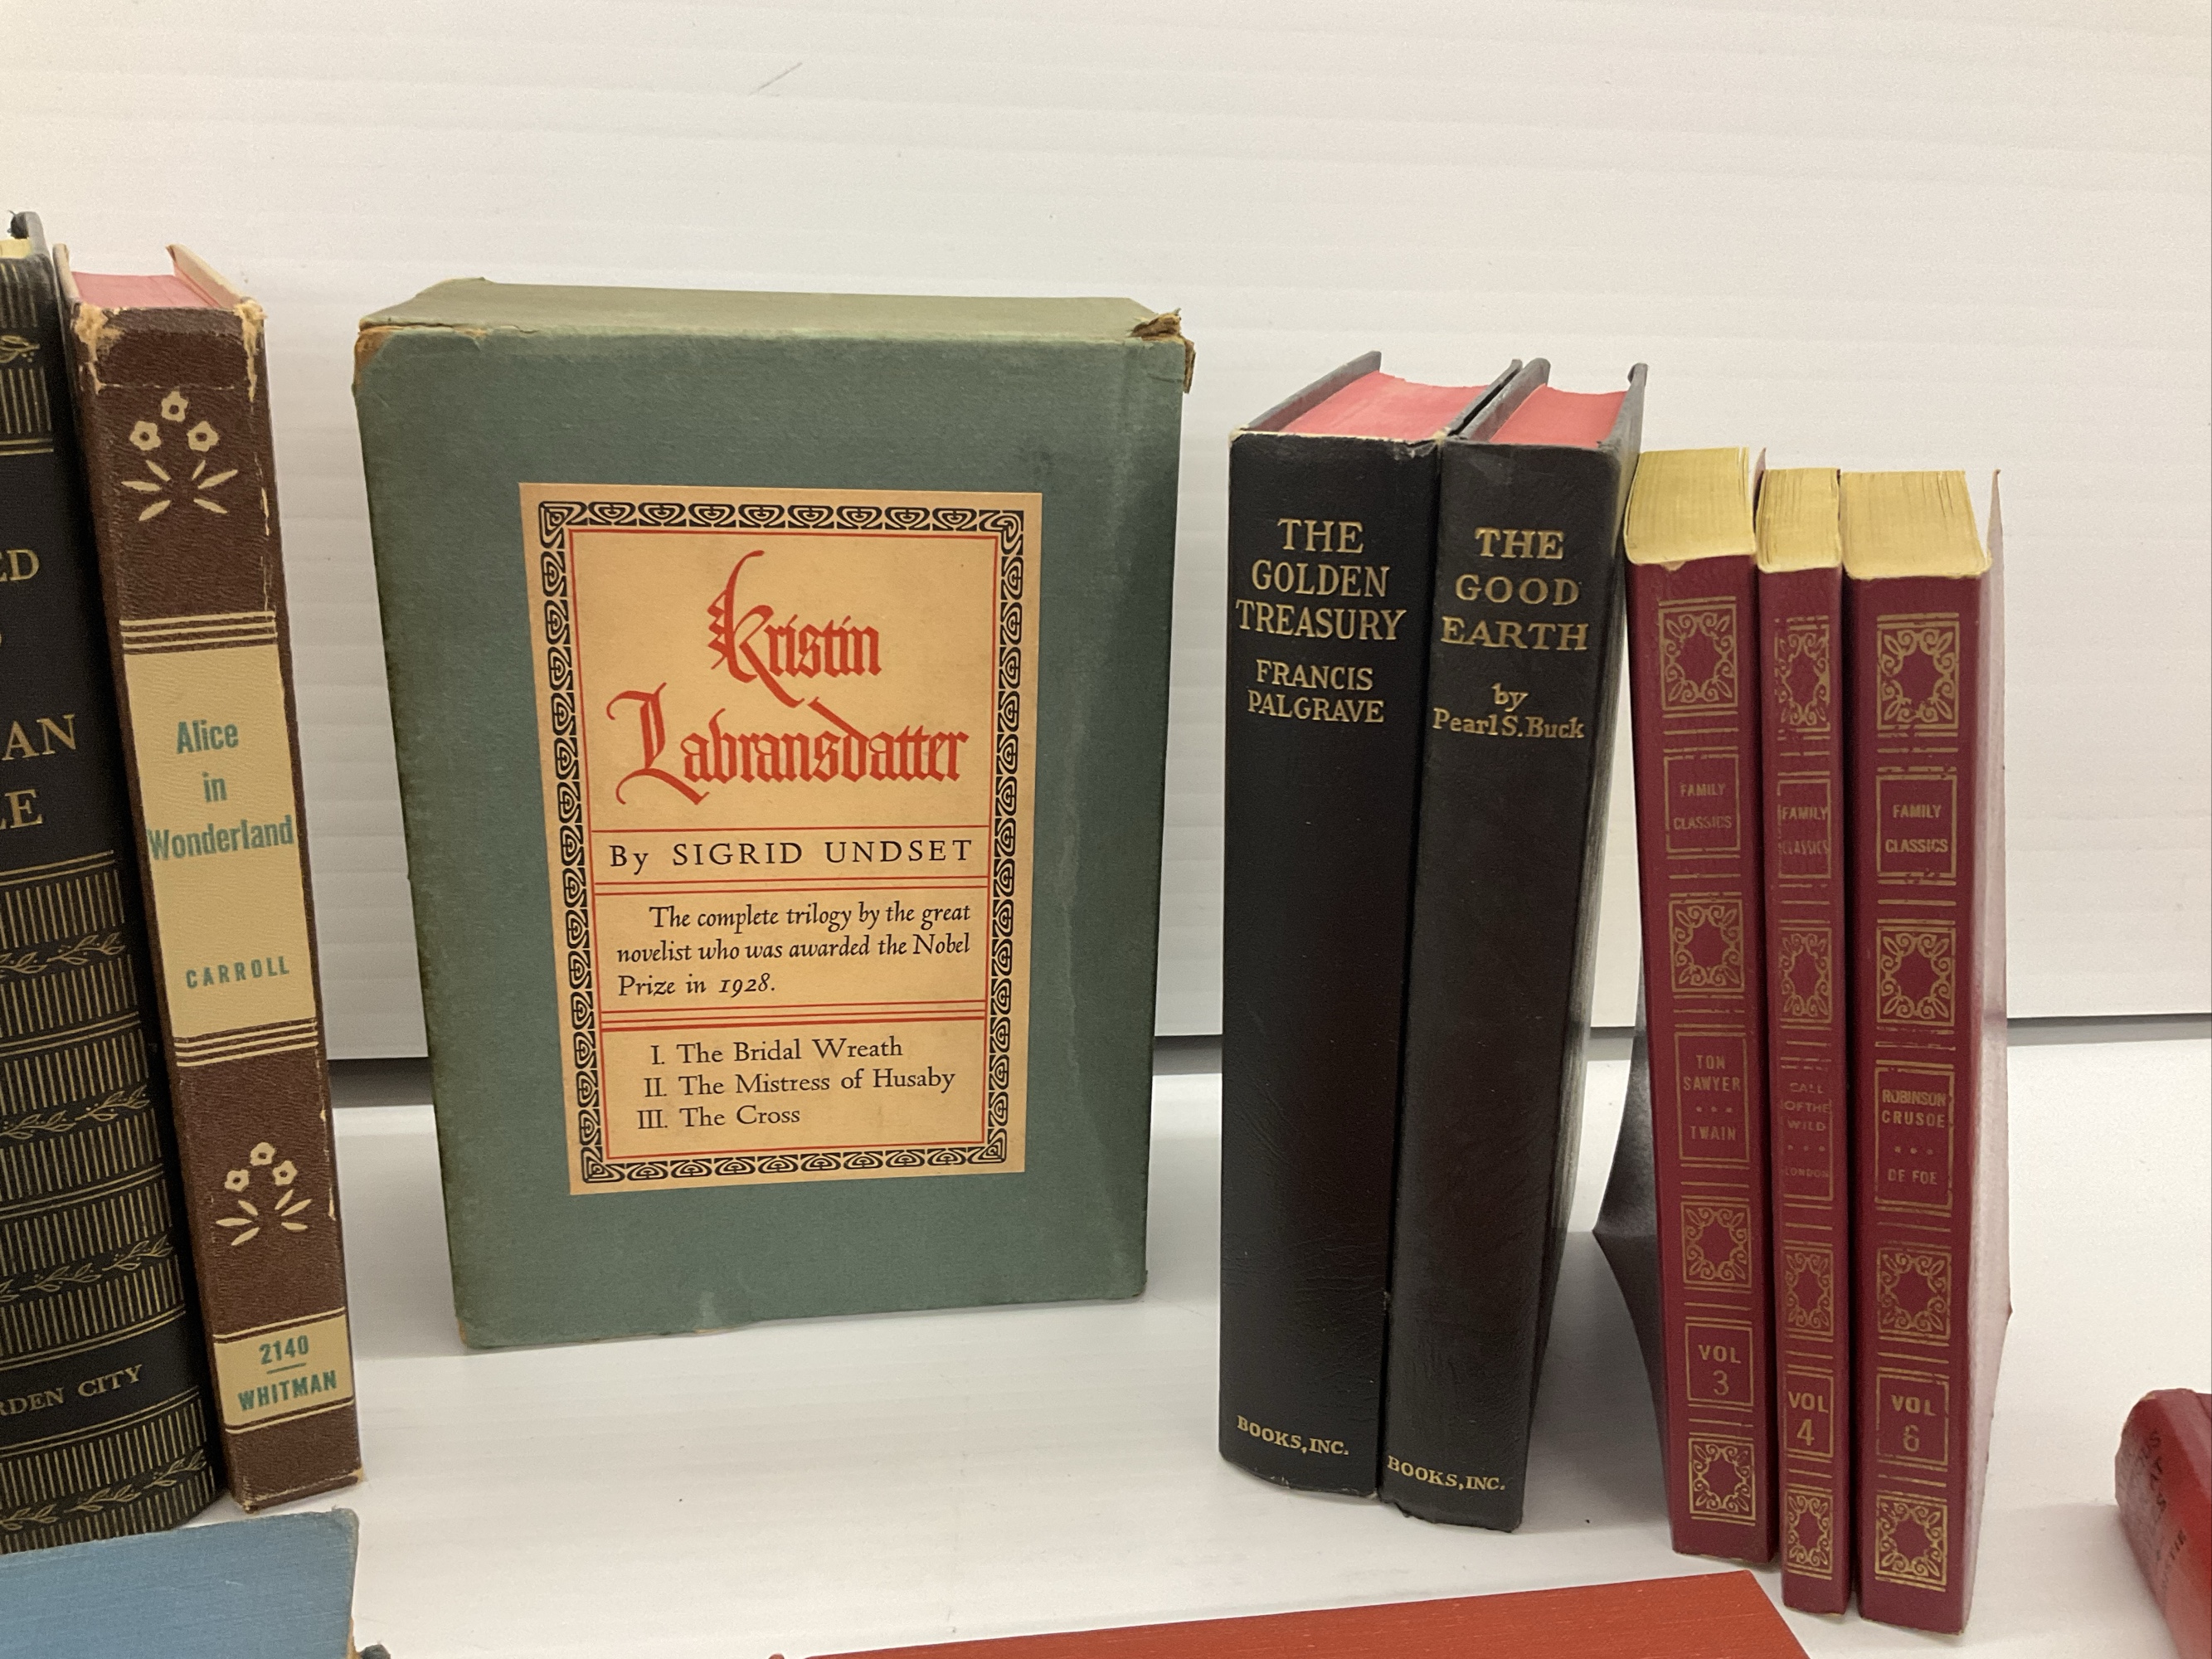 AN
RDEN CITY
Alice
in
Wonderland
CARROLL
2140
WHITMAN
Kristin
Labransdatter
By SIGRID UNDSET
The complete trilogy by the great
novelist who was awarded the Nobel
Prize in 1928.
I. The Bridal Wreath
II. The Mistress of Husaby
III. The Cross
THE
GOLDEN
TREASURY
FRANCIS
PALGRAVE
BOOKS, INC.
THE
GOOD
EARTH
by
Pearl S. Buck
BOOKS, INC.
FAMILY
CLASSICS
TOM
SAWYER
TWAIN
VOL
3
FAMILY
CLASSICS
CALL
OF THE
WILD
LONDON
VOL
4
FAMILY
CLASSICS
ROBINSON
CRUSOE
DE FOE
VOL
6